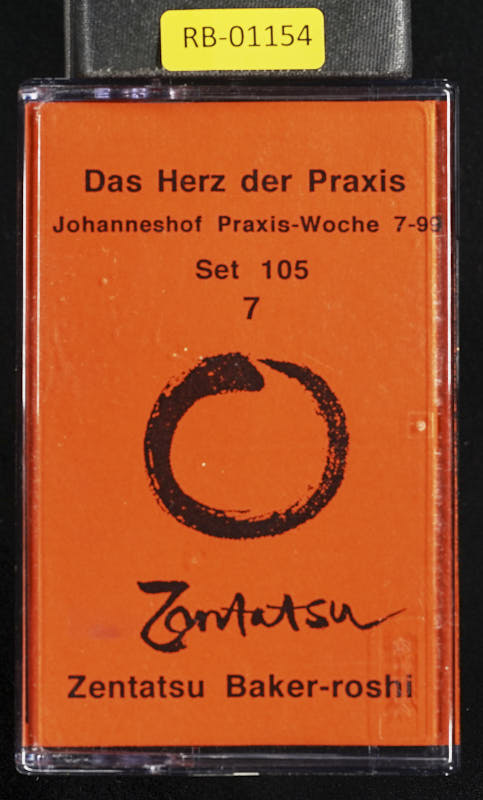 RB-01154
Das Herz der Praxis
Johanneshof Praxis-Woche 7-99
Set 105
7
Zentatsu
Zentatsu Baker-roshi